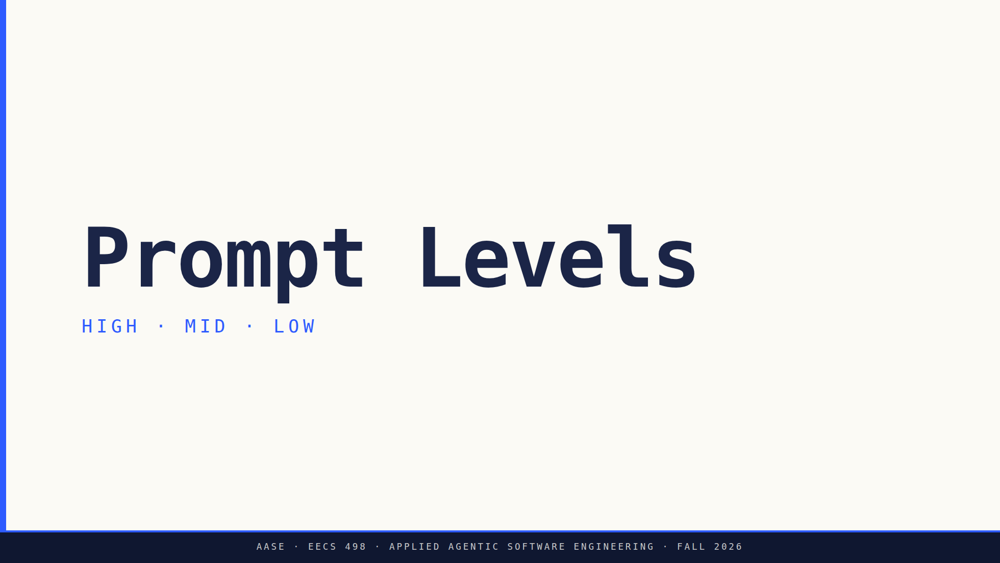 Prompt Levels
HIGH · MID · LOW
AASE · EECS 498 · APPLIED AGENTIC SOFTWARE ENGINEERING · FALL 2026